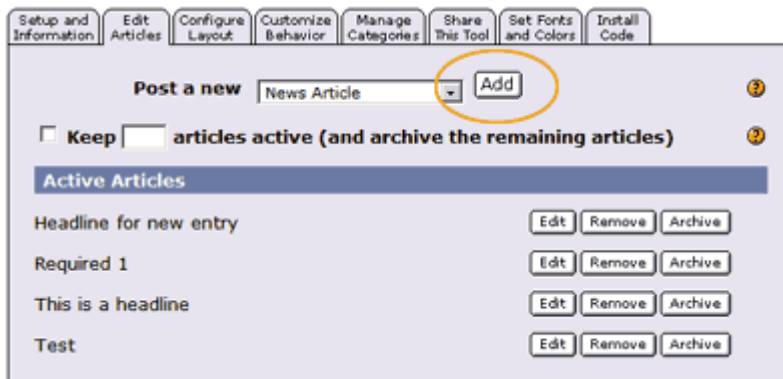 Setup and Information
Edit Articles
Configure Layout
Customize Behavior
Manage Categories
Share This Tool
Set Fonts and Colors
Install Code
Post a new News Article Add ?
Keep articles active (and archive the remaining articles) ?
Active Articles
Headline for new entry Edit Remove Archive
Required 1 Edit Remove Archive
This is a headline Edit Remove Archive
Test Edit Remove Archive